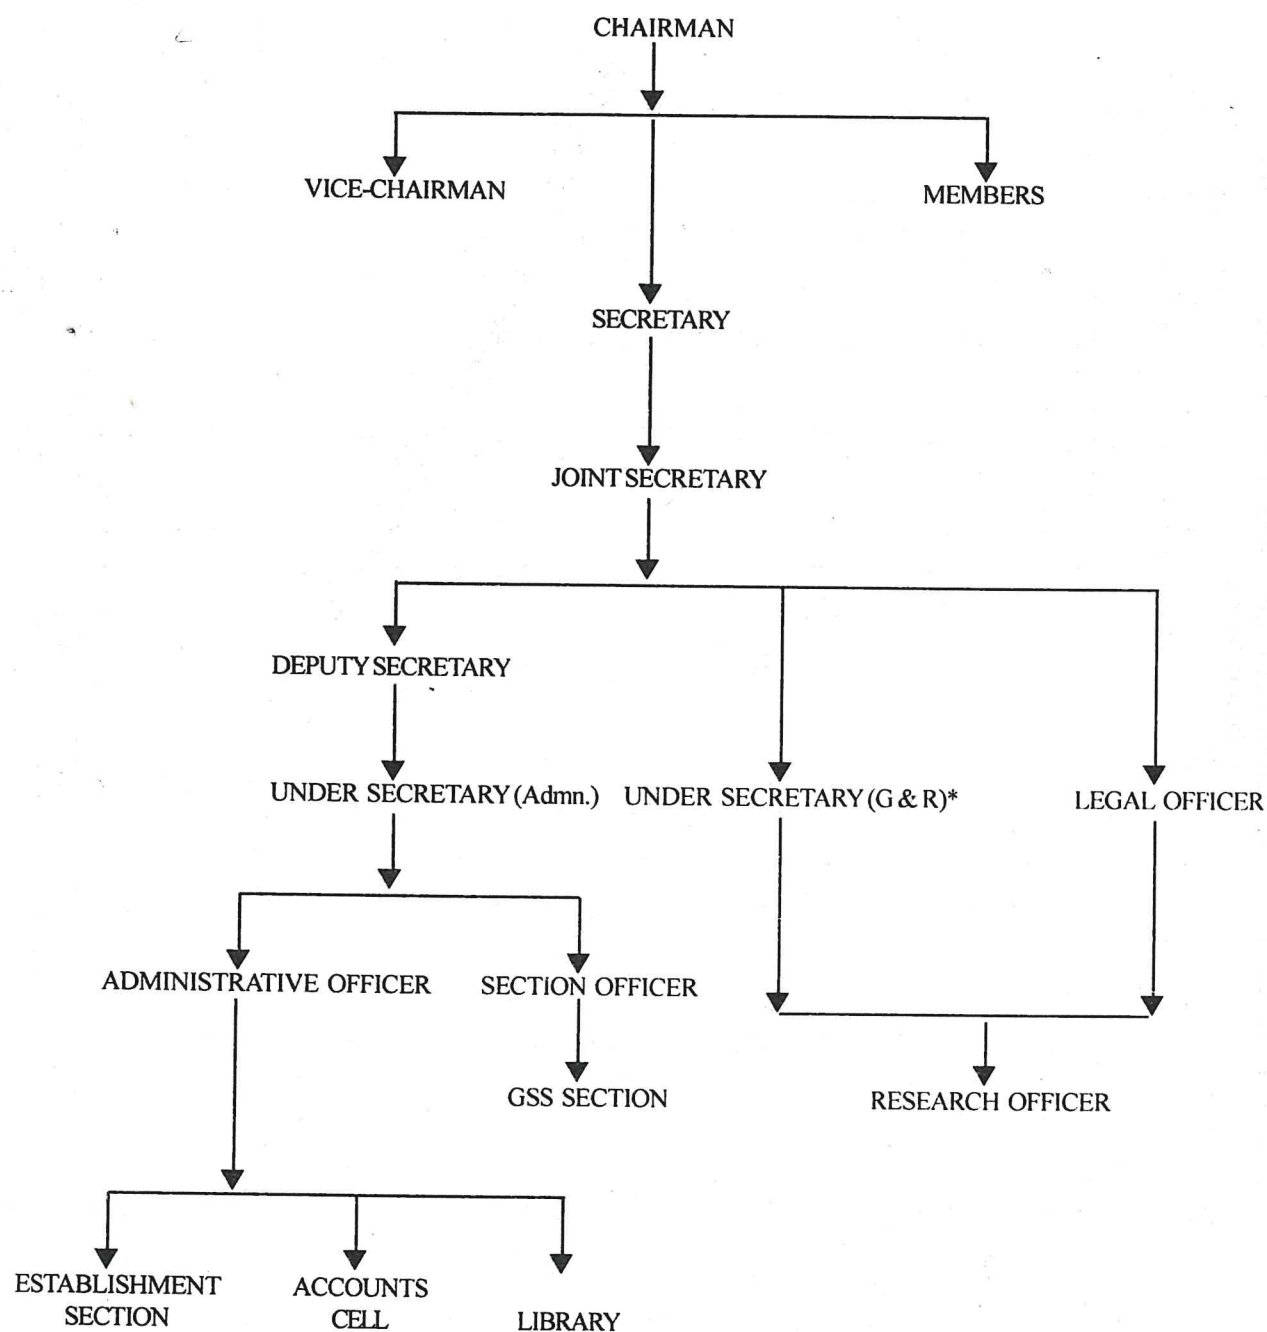 CHAIRMAN
VICE-CHAIRMAN
MEMBERS
SECRETARY
JOINT SECRETARY
DEPUTY SECRETARY
UNDER SECRETARY (Admn.)
UNDER SECRETARY (G & R)*
LEGAL OFFICER
ADMINISTRATIVE OFFICER
SECTION OFFICER
GSS SECTION
RESEARCH OFFICER
ESTABLISHMENT
SECTION
ACCOUNTS
CELL
LIBRARY